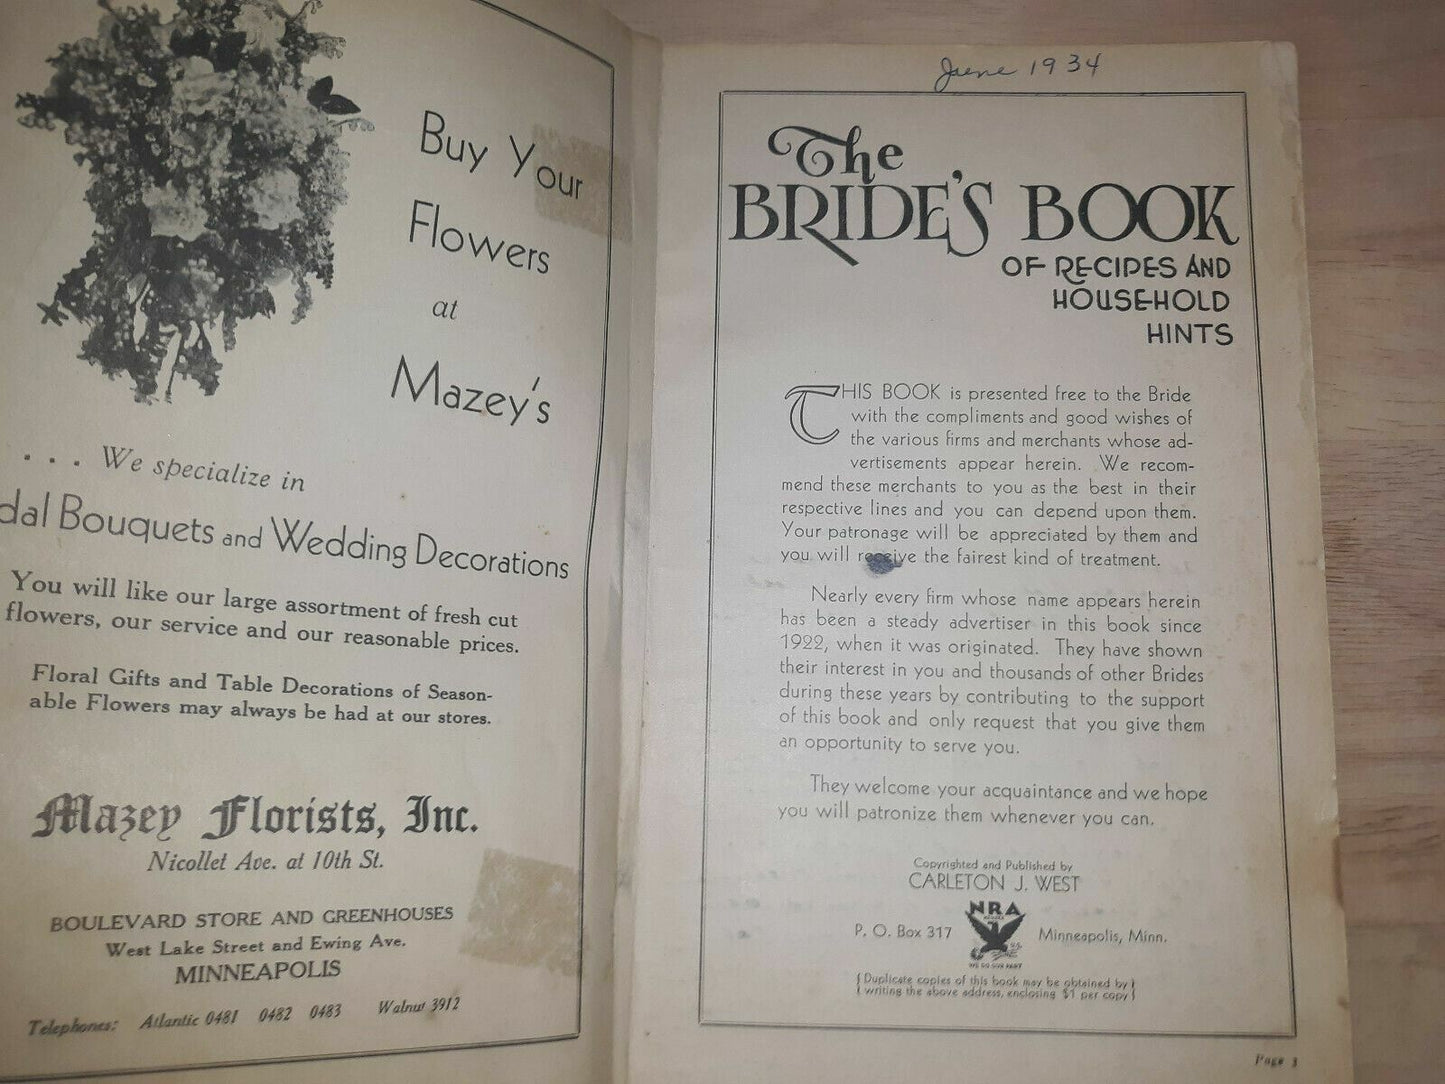 Buy Your
Flowers
at
Mazey's
. . . We specialize in
dal Bouquets and Wedding Decorations
You will like our large assortment of fresh cut
flowers, our service and our reasonable prices.
Floral Gifts and Table Decorations of Season-
able Flowers may always be had at our stores.
Mazey Florists, Inc.
Nicollet Ave. at 10th St.
BOULEVARD STORE AND GREENHOUSES
West Lake Street and Ewing Ave.
MINNEAPOLIS
Telephones: Atlantic 0481 0482 0483 Walnut 3912
June 1934
The
BRIDE'S BOOK
OF RECIPES AND
HOUSEHOLD
HINTS
THIS BOOK is presented free to the Bride
with the compliments and good wishes of
the various firms and merchants whose ad-
vertisements appear herein. We recom-
mend these merchants to you as the best in their
respective lines and you can depend upon them.
Your patronage will be appreciated by them and
you will receive the fairest kind of treatment.
Nearly every firm whose name appears herein
has been a steady advertiser in this book since
1922, when it was originated. They have shown
their interest in you and thousands of other Brides
during these years by contributing to the support
of this book and only request that you give them
an opportunity to serve you.
They welcome your acquaintance and we hope
you will patronize them whenever you can.
Copyrighted and Published by
CARLETON J. WEST
NRA
MEMBER
U.S.
WE DO OUR PART
P. O. Box 317 Minneapolis, Minn.
{ Duplicate copies of this book may be obtained by }
{ writing the above address, enclosing $1 per copy }
Page 3